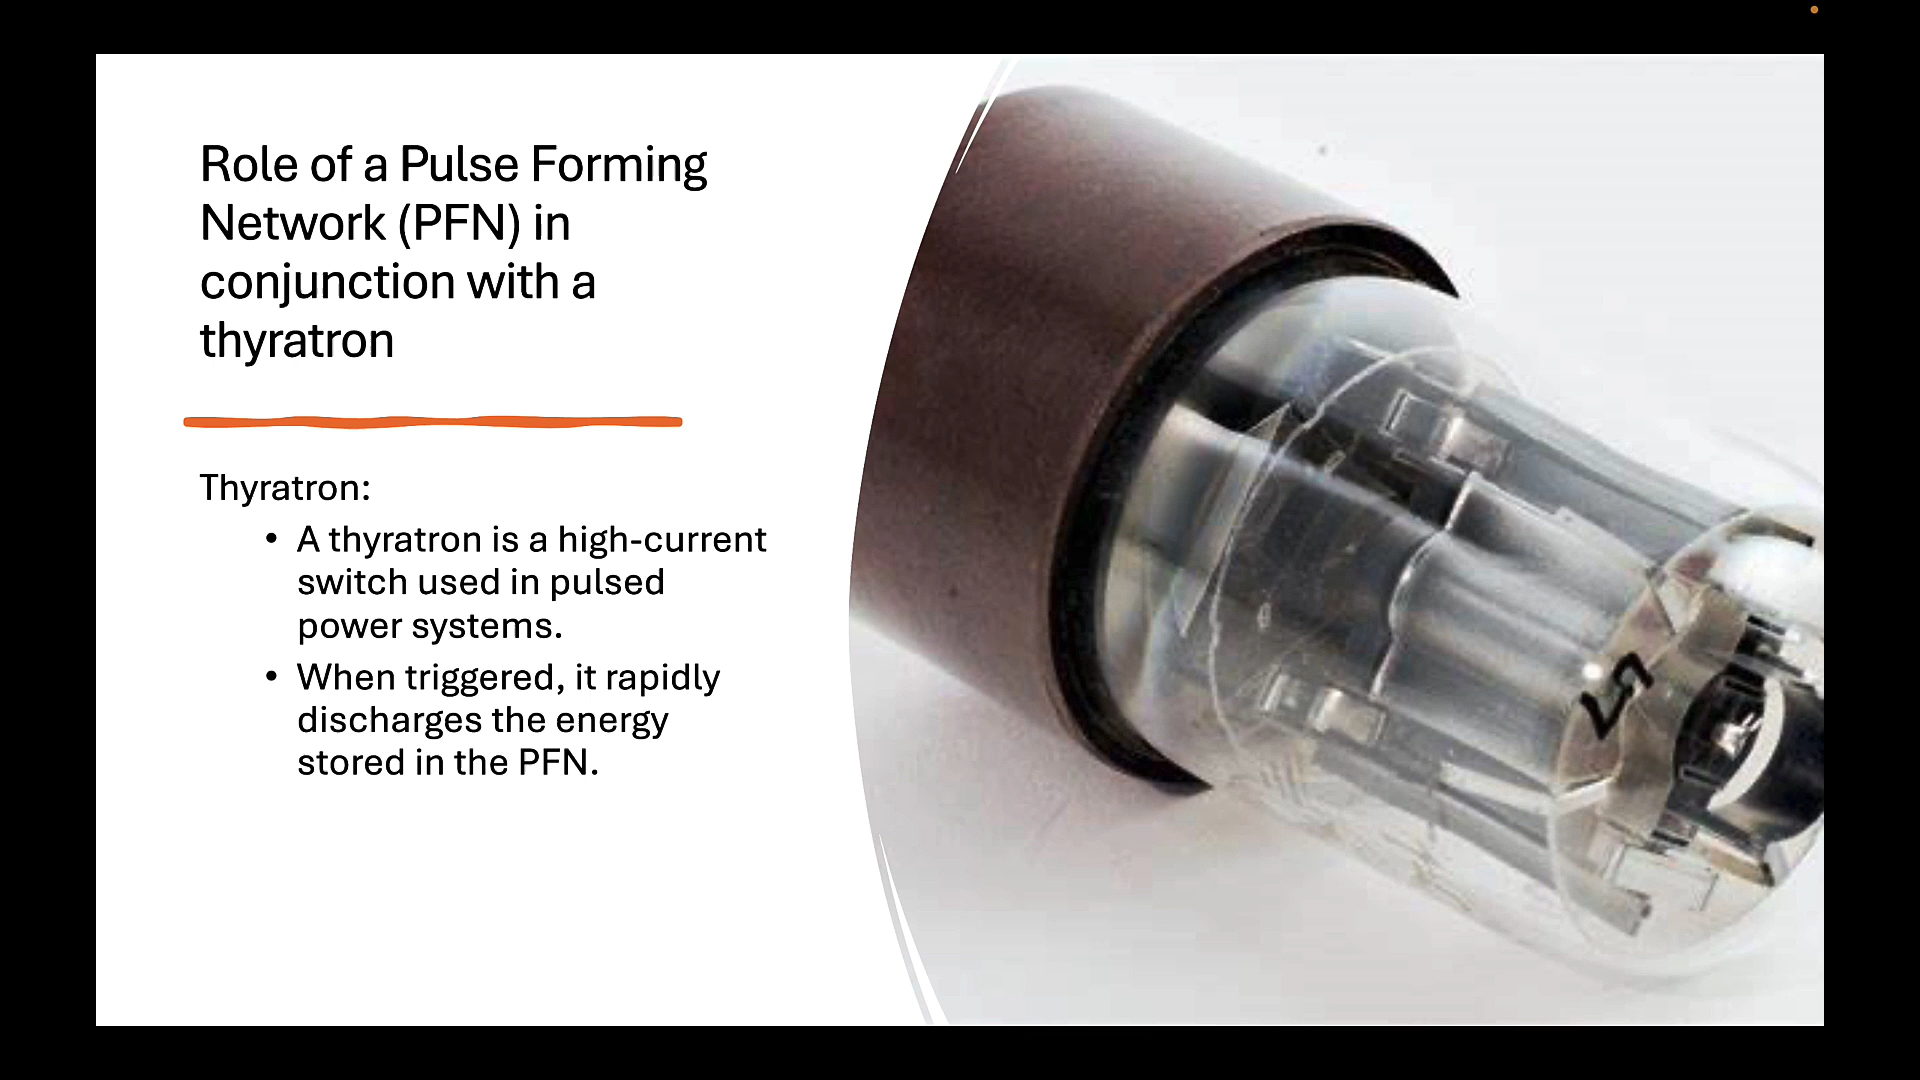 Role of a Pulse Forming
Network (PFN) in
conjunction with a
thyratron
Thyratron:
• A thyratron is a high-current
switch used in pulsed
power systems.
• When triggered, it rapidly
discharges the energy
stored in the PFN.